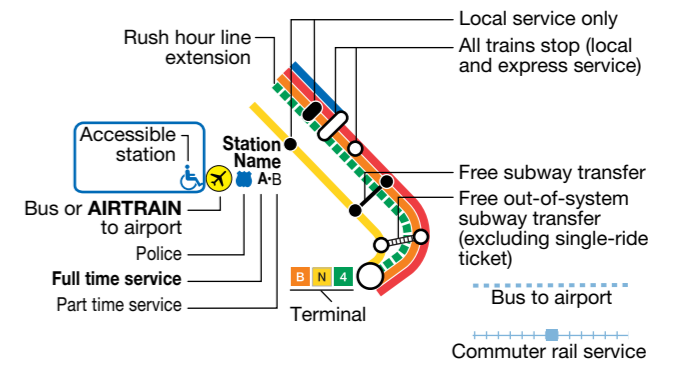 Local service only
All trains stop (local
and express service)
Rush hour line
extension
Accessible
station
Station
Name
A•B
Bus or AIRTRAIN
to airport
Police
Full time service
Part time service
B N 4
Terminal
Free subway transfer
Free out-of-system
subway transfer
(excluding single-ride
ticket)
Bus to airport
Commuter rail service